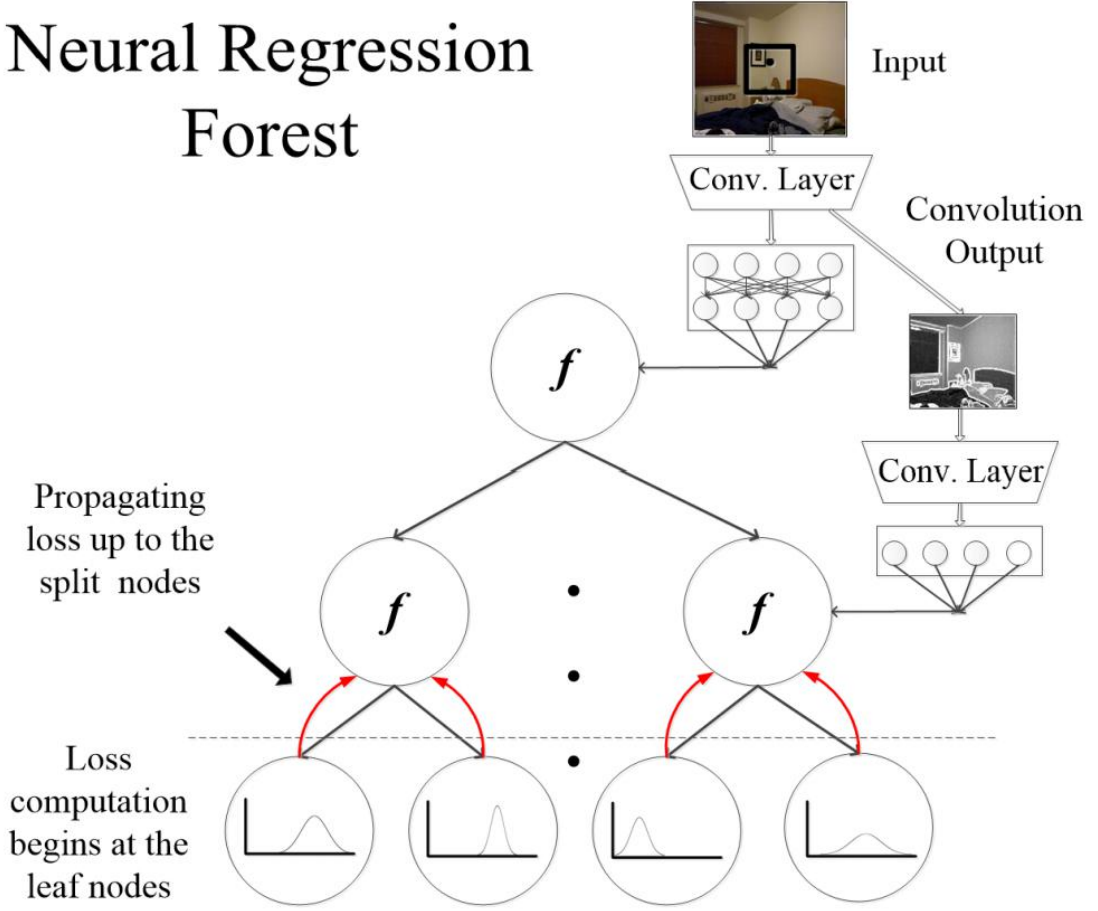 Neural Regression
Forest
Input
Conv. Layer
Convolution
Output
f
Conv. Layer
Propagating
loss up to the
split nodes
f
f
Loss
computation
begins at the
leaf nodes